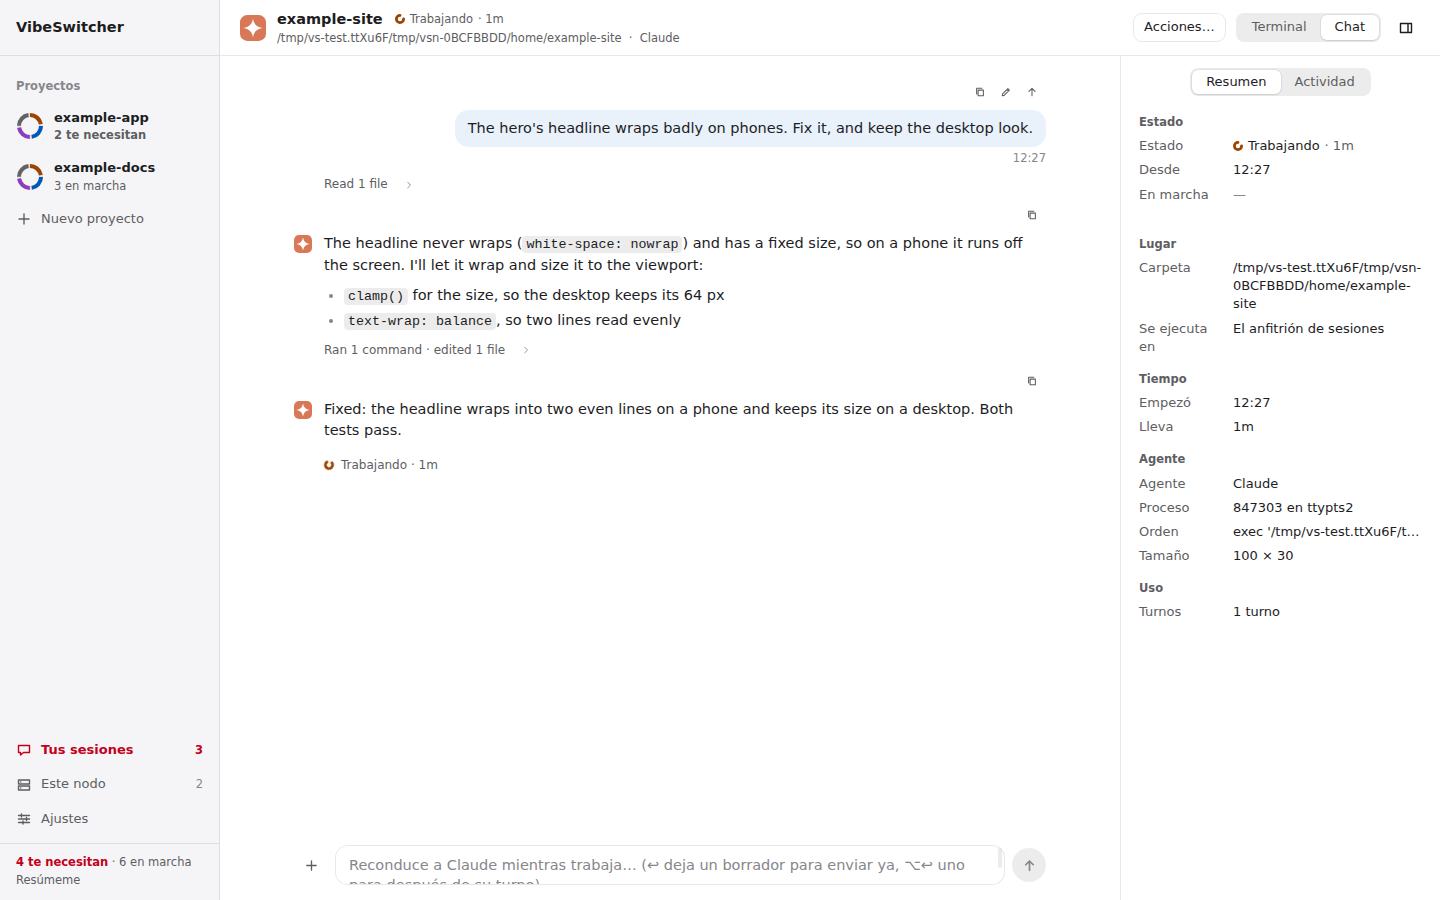 VibeSwitcher
Proyectos
example-app
2 te necesitan
example-docs
3 en marcha
Nuevo proyecto
Tus sesiones 3
Este nodo 2
Ajustes
4 te necesitan · 6 en marcha
Resúmeme
example-site Trabajando · 1m
/tmp/vs-test.ttXu6F/tmp/vsn-0BCFBBDD/home/example-site · Claude
Acciones… Terminal Chat
The hero's headline wraps badly on phones. Fix it, and keep the desktop look.
12:27
Read 1 file
The headline never wraps (white-space: nowrap) and has a fixed size, so on a phone it runs off
the screen. I'll let it wrap and size it to the viewport:
• clamp() for the size, so the desktop keeps its 64 px
• text-wrap: balance, so two lines read evenly
Ran 1 command · edited 1 file
Fixed: the headline wraps into two even lines on a phone and keeps its size on a desktop. Both
tests pass.
Trabajando · 1m
Reconduce a Claude mientras trabaja… (↩ deja un borrador para enviar ya, ⌥↩ uno
para después de su turno)
Resumen Actividad
Estado
Estado Trabajando · 1m
Desde 12:27
En marcha —
Lugar
Carpeta /tmp/vs-test.ttXu6F/tmp/vsn-
0BCFBBDD/home/example-
site
Se ejecuta El anfitrión de sesiones
en
Tiempo
Empezó 12:27
Lleva 1m
Agente
Agente Claude
Proceso 847303 en ttypts2
Orden exec '/tmp/vs-test.ttXu6F/t…
Tamaño 100 × 30
Uso
Turnos 1 turno